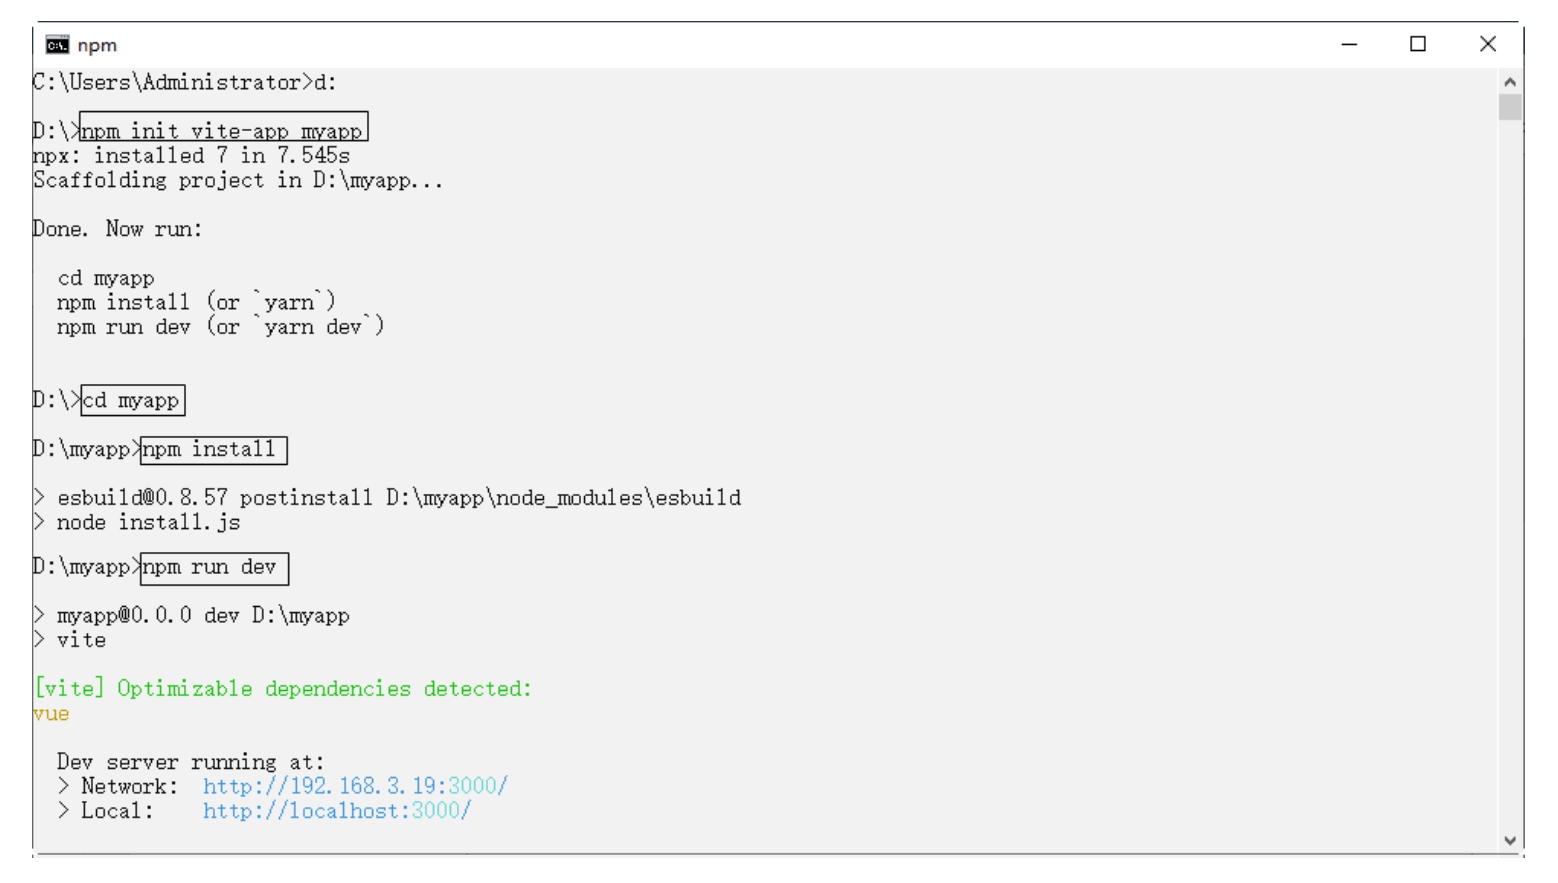 npm
C:\Users\Administrator>d:
D:\>npm init vite-app myapp
npx: installed 7 in 7.545s
Scaffolding project in D:\myapp...
Done. Now run:
cd myapp
npm install (or `yarn`)
npm run dev (or `yarn dev`)
D:\>cd myapp
D:\myapp>npm install
> esbuild@0.8.57 postinstall D:\myapp\node_modules\esbuild
> node install.js
D:\myapp>npm run dev
> myapp@0.0.0 dev D:\myapp
> vite
[vite] Optimizable dependencies detected:
vue
Dev server running at:
> Network: http://192.168.3.19:3000/
> Local: http://localhost:3000/